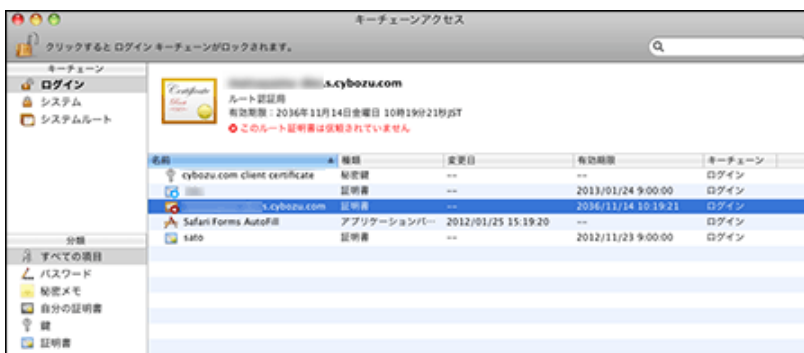 キーチェーンアクセス
クリックすると ログイン キーチェーンがロックされます。
キーチェーン
ログイン
システム
システムルート
Certificate
Root
.s.cybozu.com
ルート認証局
有効期限：2036年11月14日金曜日 10時19分21秒JST
このルート証明書は信頼されていません
名前 種類 変更日 有効期限 キーチェーン
cybozu.com client certificate 秘密鍵 -- -- ログイン
証明書 -- 2013/01/24 9:00:00 ログイン
s.cybozu.com 証明書 -- 2036/11/14 10:19:21 ログイン
Safari Forms AutoFill アプリケーションパ… 2012/01/25 15:19:20 -- ログイン
sato 証明書 -- 2012/11/23 9:00:00 ログイン
分類
すべての項目
パスワード
秘密メモ
自分の証明書
鍵
証明書